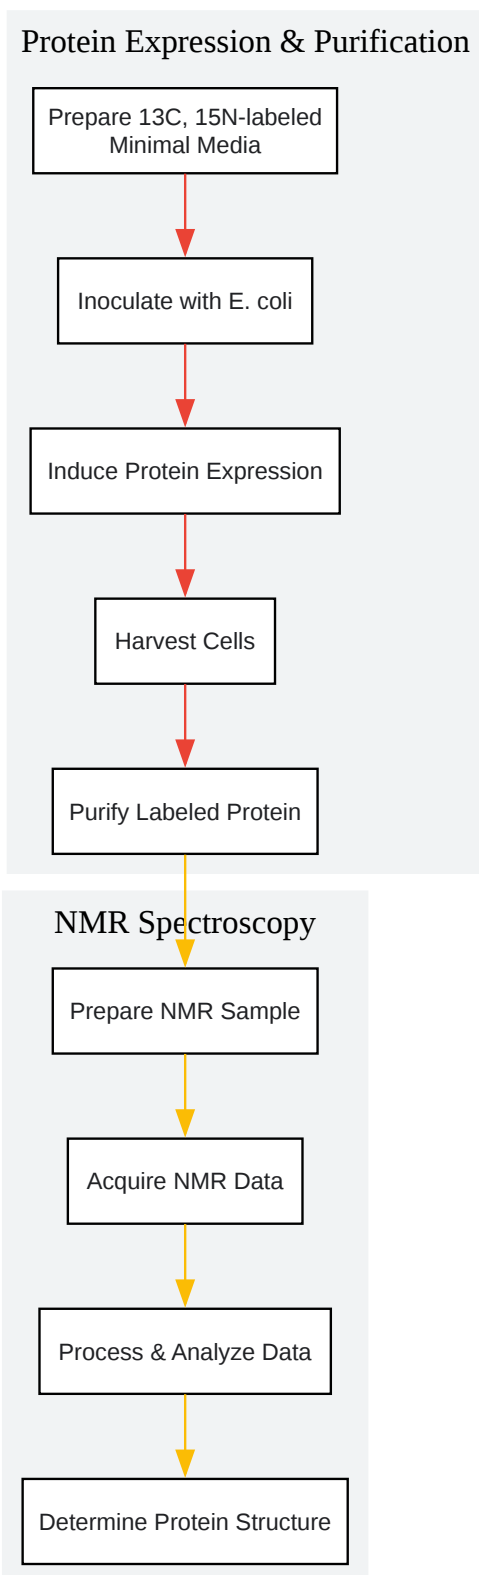 Protein Expression & Purification
Prepare 13C, 15N-labeled
Minimal Media
Inoculate with E. coli
Induce Protein Expression
Harvest Cells
Purify Labeled Protein
NMR Spectroscopy
Prepare NMR Sample
Acquire NMR Data
Process & Analyze Data
Determine Protein Structure